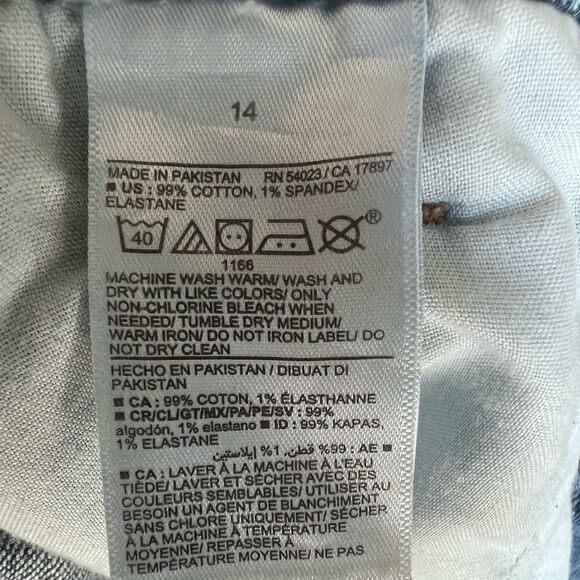 14
MADE IN PAKISTAN RN 54023 / CA 17897
■ US : 99% COTTON, 1% SPANDEX/
ELASTANE
40 ®
1166
MACHINE WASH WARM/ WASH AND
DRY WITH LIKE COLORS/ ONLY
NON-CHLORINE BLEACH WHEN
NEEDED/ TUMBLE DRY MEDIUM/
WARM IRON/ DO NOT IRON LABEL/ DO
NOT DRY CLEAN
HECHO EN PAKISTAN / DIBUAT DI
PAKISTAN
■ CA : 99% COTON, 1% ÉLASTHANNE
■ CR/CL/GT/MX/PA/PE/SV : 99%
algodón, 1% elastano ■ ID : 99% KAPAS,
1% ELASTANE
■ AE : 99% قطن, 1% إيلاستين
■ CA : LAVER À LA MACHINE À L'EAU
TIÈDE/ LAVER ET SÉCHER AVEC DES
COULEURS SEMBLABLES/ UTILISER AU
BESOIN UN AGENT DE BLANCHIMENT
SANS CHLORE UNIQUEMENT/ SÉCHER
À LA MACHINE À TEMPÉRATURE
MOYENNE/ REPASSER À
TEMPÉRATURE MOYENNE/ NE PAS